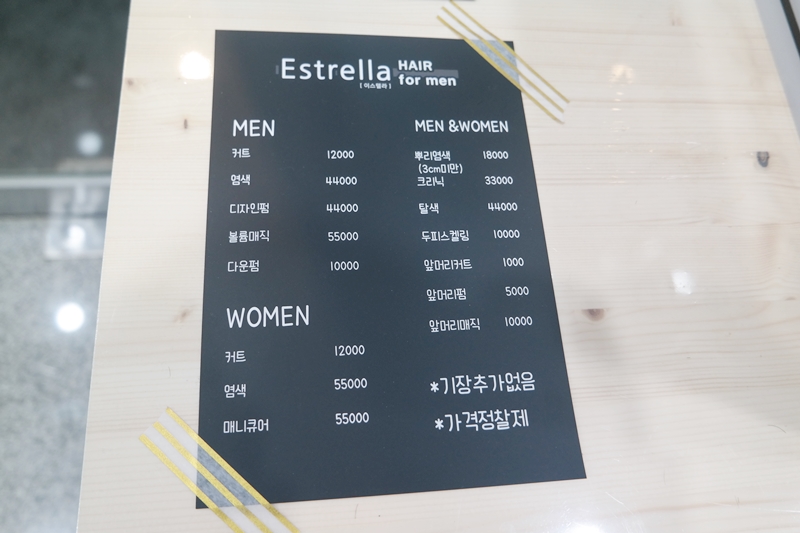 Estrella HAIR
for men
[ 이스텔라 ]
MEN
커트 12000
염색 44000
디자인펌 44000
볼륨매직 55000
다운펌 10000
WOMEN
커트 12000
염색 55000
매니큐어 55000
MEN &WOMEN
뿌리염색 18000
(3cm미만)
크리닉 33000
탈색 44000
두피스켈링 10000
앞머리커트 1000
앞머리펌 5000
앞머리매직 10000
*기장추가없음
*가격정찰제